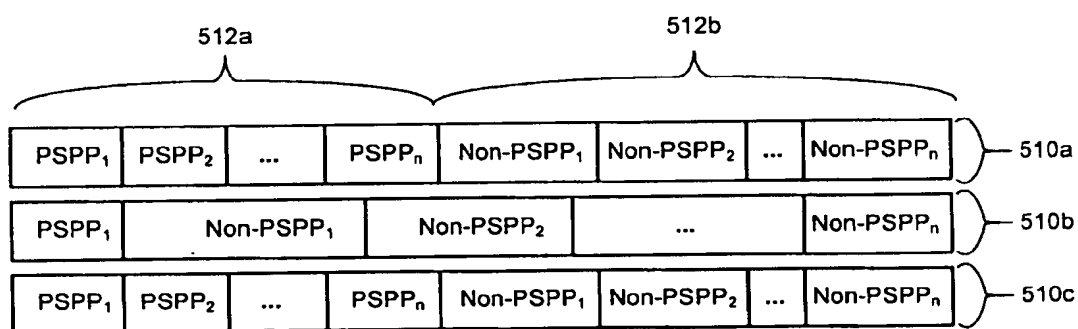 512a 512b
PSPP₁ PSPP₂ ... PSPPₙ Non-PSPP₁ Non-PSPP₂ ... Non-PSPPₙ 510a
PSPP₁ Non-PSPP₁ Non-PSPP₂ ... Non-PSPPₙ 510b
PSPP₁ PSPP₂ ... PSPPₙ Non-PSPP₁ Non-PSPP₂ ... Non-PSPPₙ 510c